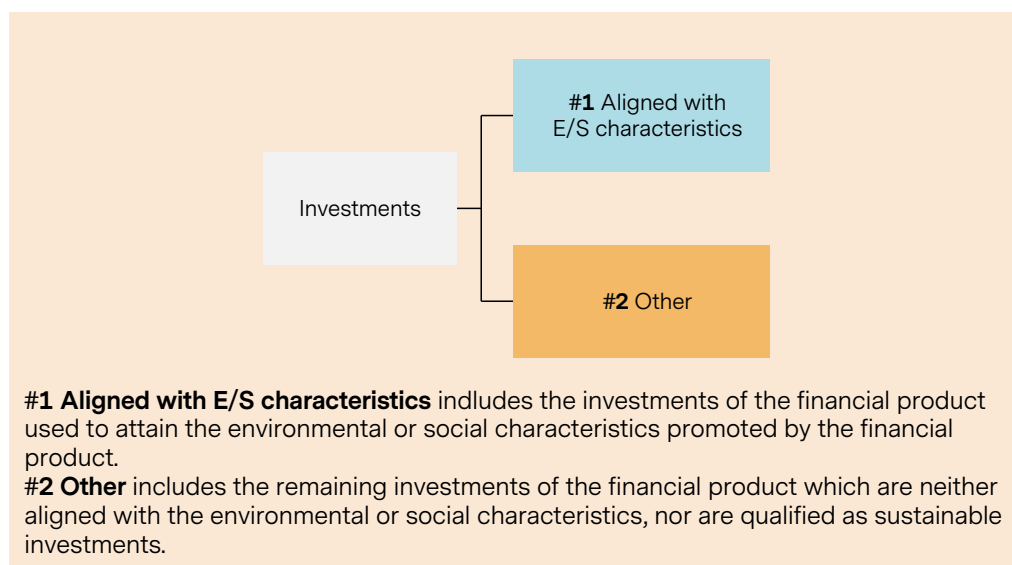 #1 Aligned with
E/S characteristics
Investments
#2 Other
#1 Aligned with E/S characteristics indludes the investments of the financial product
used to attain the environmental or social characteristics promoted by the financial
product.
#2 Other includes the remaining investments of the financial product which are neither
aligned with the environmental or social characteristics, nor are qualified as sustainable
investments.